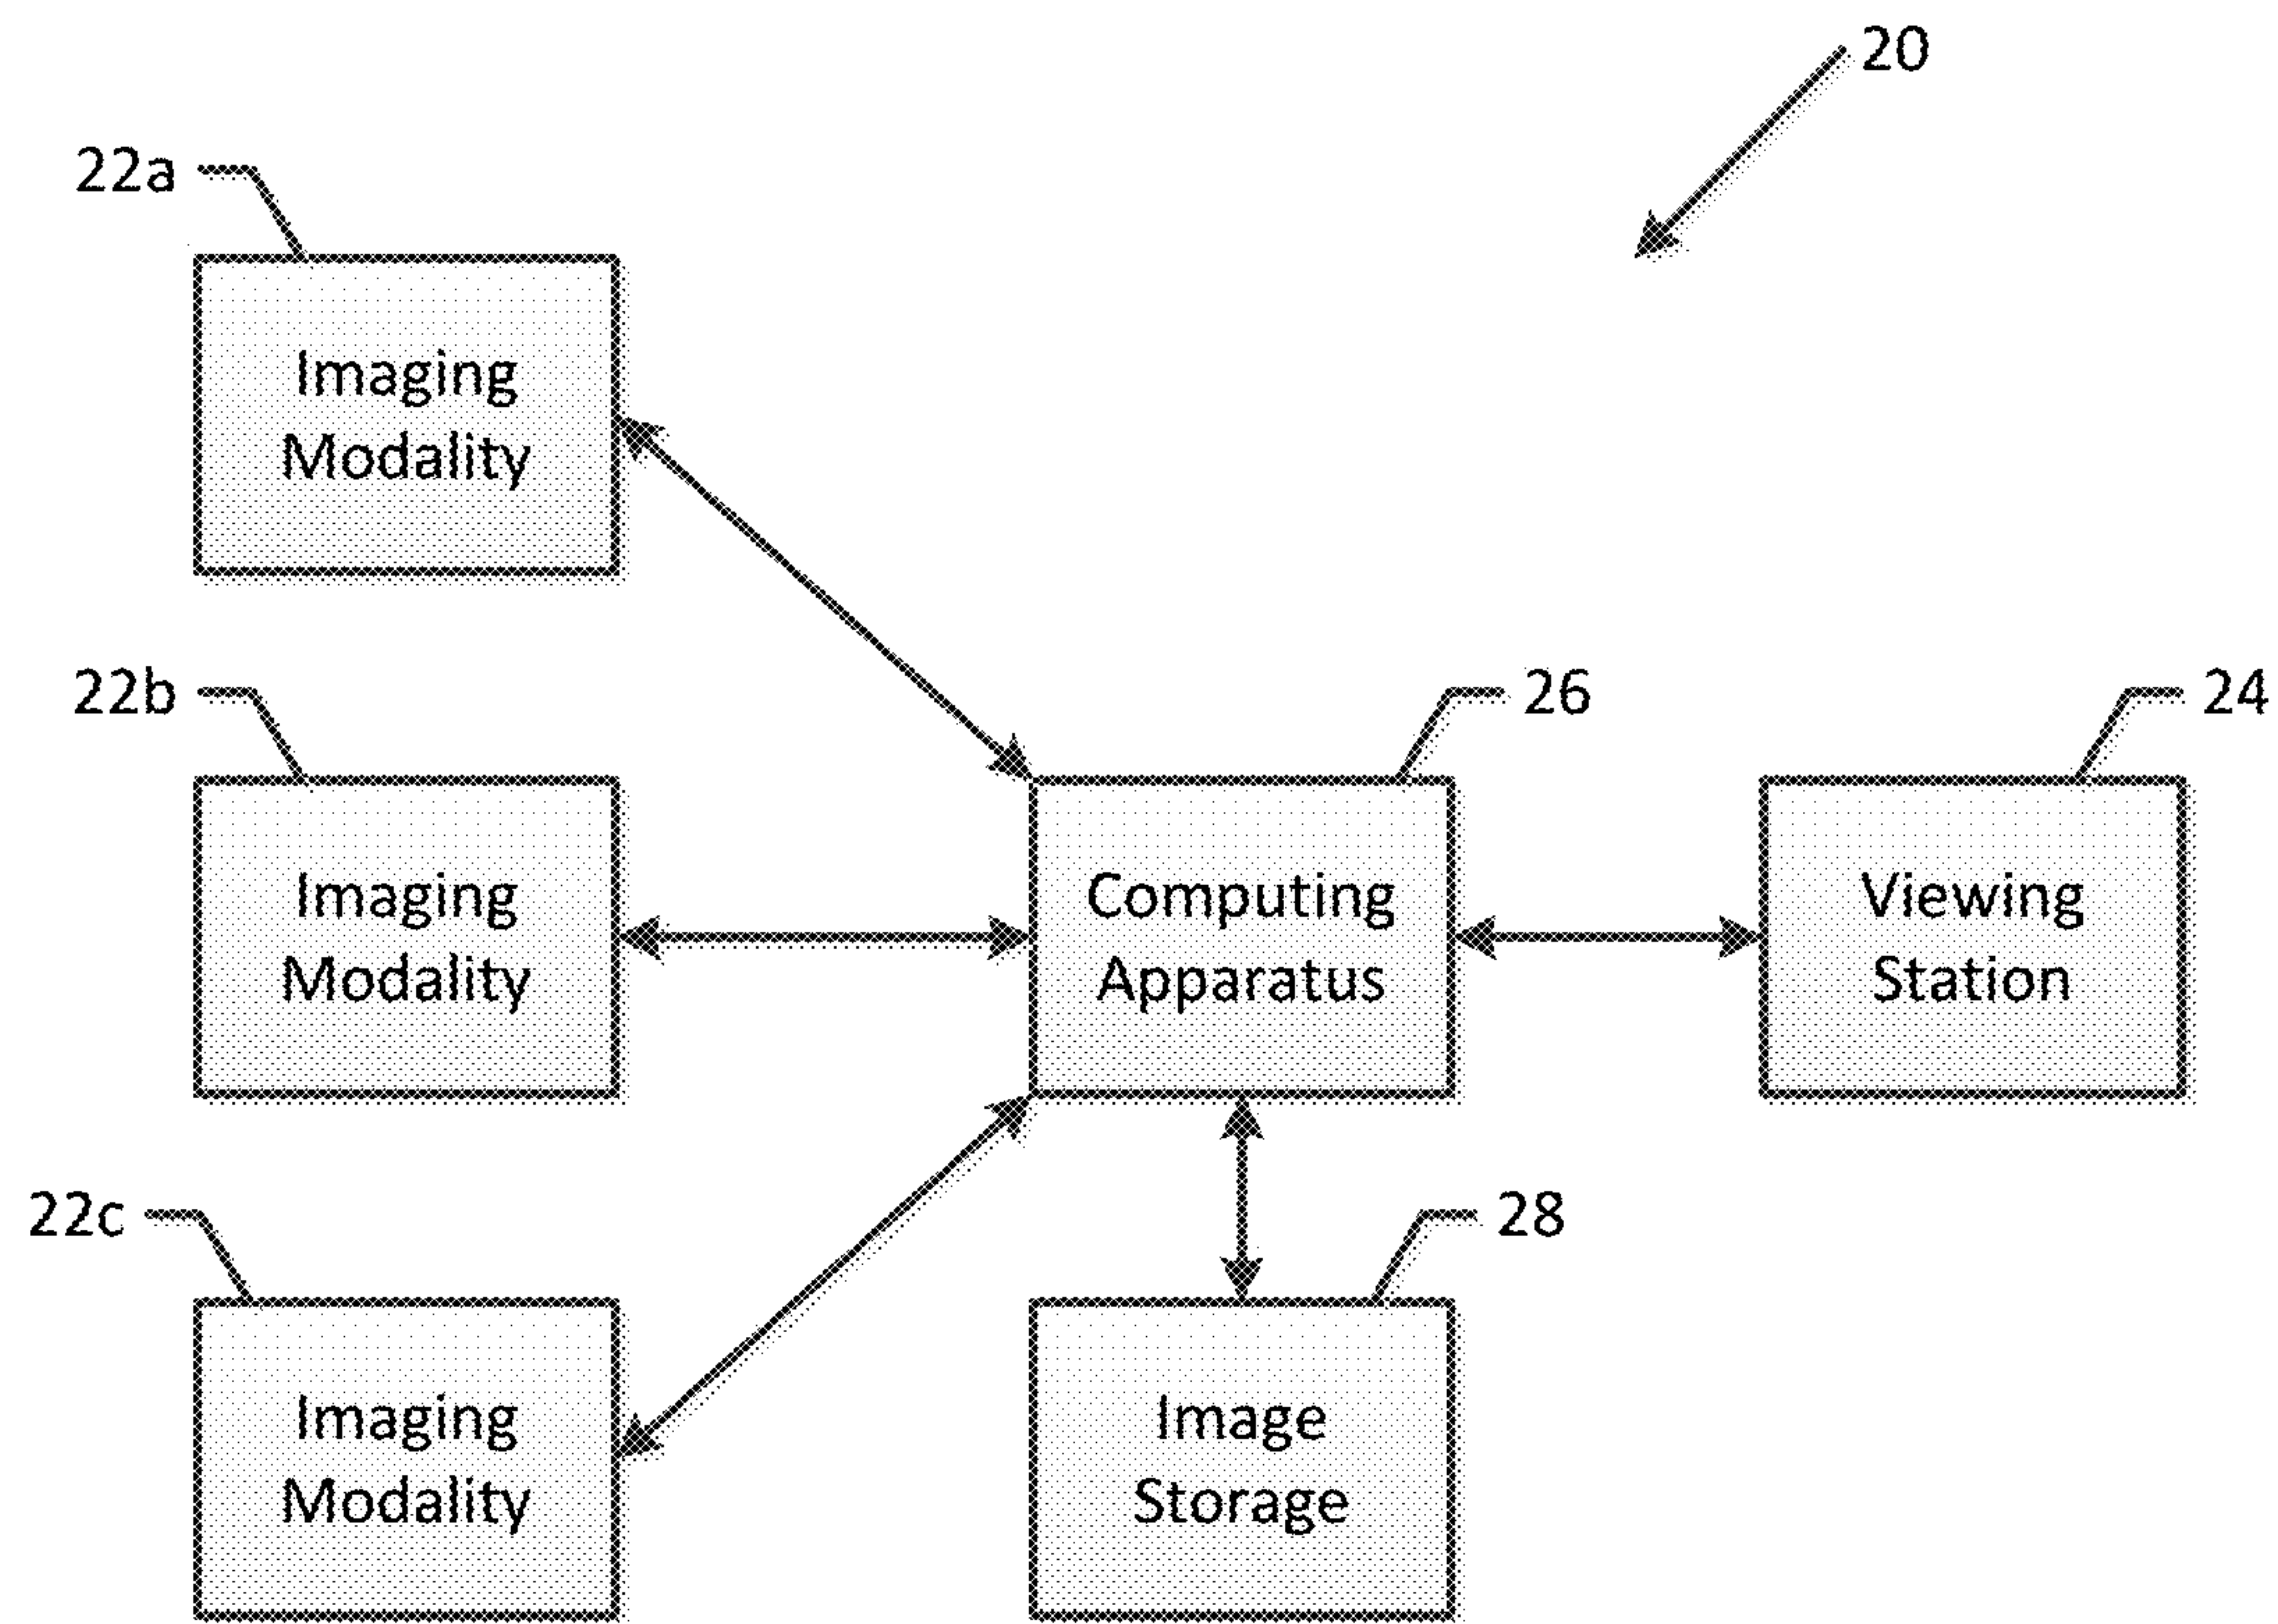 20
22a
Imaging
Modality
22b
Imaging
Modality
26
Computing
Apparatus
24
Viewing
Station
22c
Imaging
Modality
28
Image
Storage